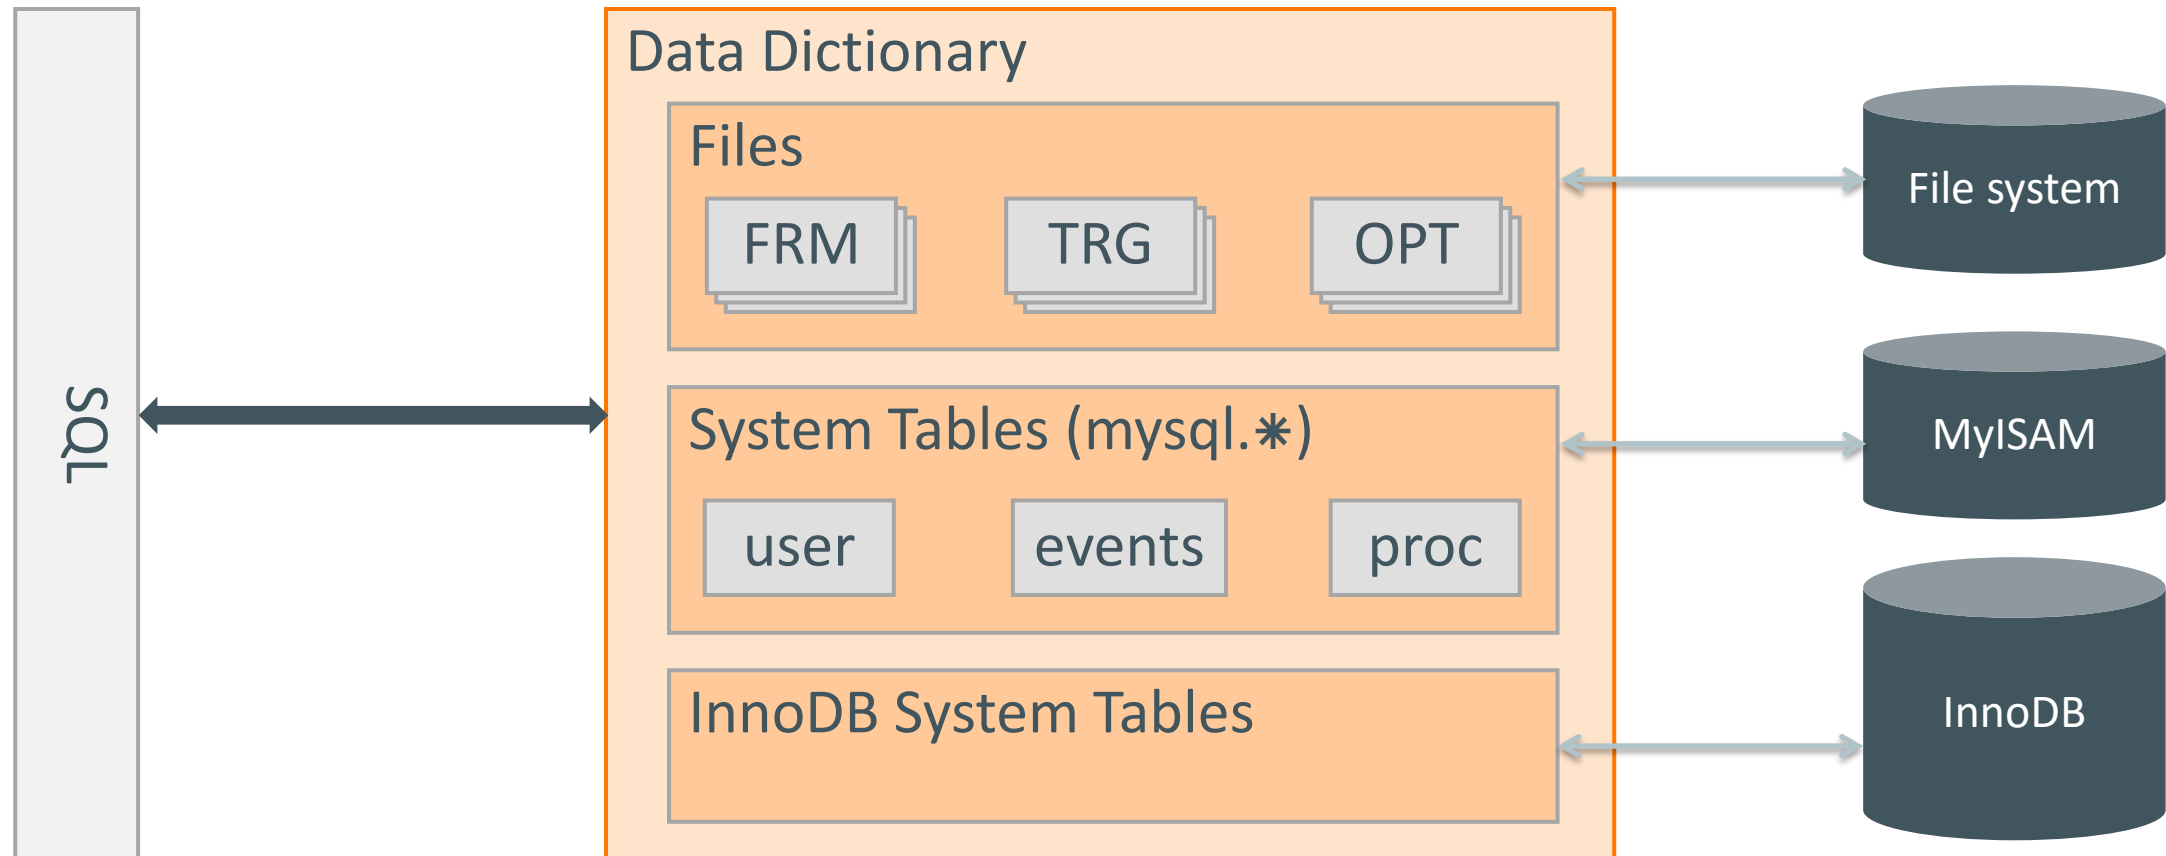 SQL
Data Dictionary
Files
FRM
TRG
OPT
System Tables (mysql.*)
user
events
proc
InnoDB System Tables
File system
MyISAM
InnoDB